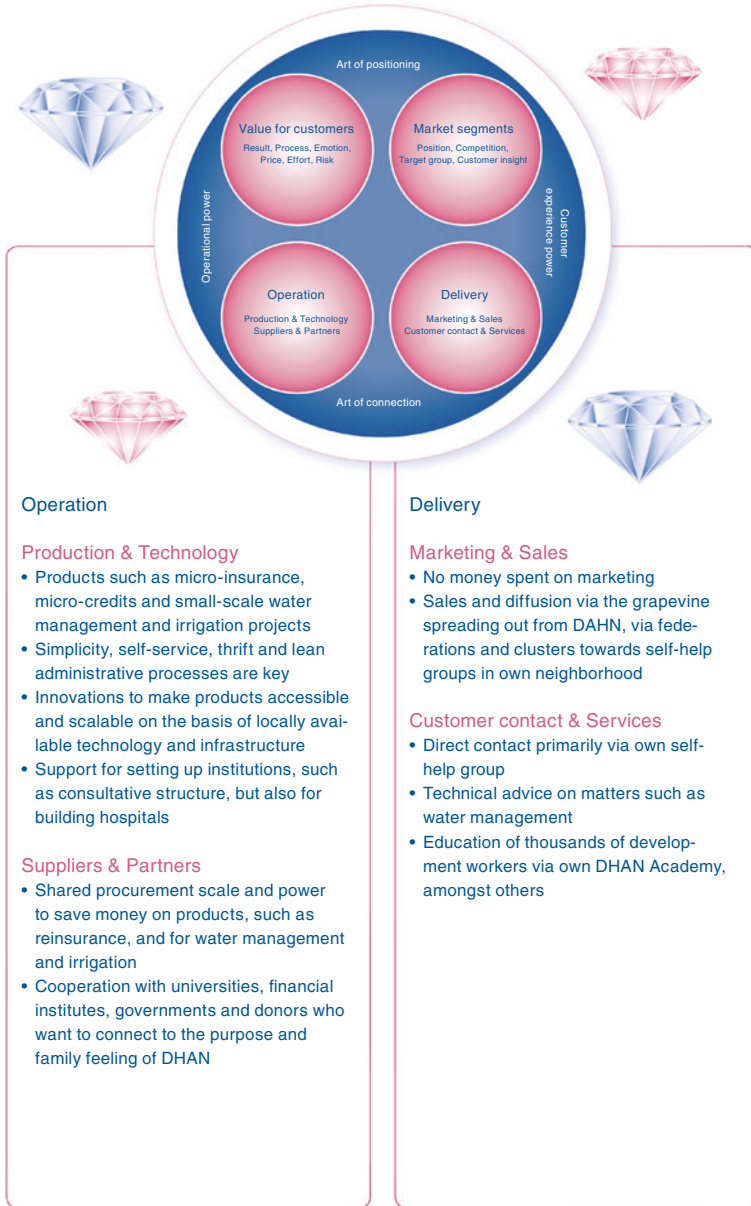 Art of positioning
Value for customers
Result, Process, Emotion,
Price, Effort, Risk
Market segments
Position, Competition,
Target group, Customer insight
Operational power
Customer
experience power
Operation
Production & Technology
Suppliers & Partners
Delivery
Marketing & Sales
Customer contact & Services
Art of connection
Operation
Production & Technology
• Products such as micro-insurance,
micro-credits and small-scale water
management and irrigation projects
• Simplicity, self-service, thrift and lean
administrative processes are key
• Innovations to make products accessible
and scalable on the basis of locally avai-
lable technology and infrastructure
• Support for setting up institutions, such
as consultative structure, but also for
building hospitals
Suppliers & Partners
• Shared procurement scale and power
to save money on products, such as
reinsurance, and for water management
and irrigation
• Cooperation with universities, financial
institutes, governments and donors who
want to connect to the purpose and
family feeling of DHAN
Delivery
Marketing & Sales
• No money spent on marketing
• Sales and diffusion via the grapevine
spreading out from DAHN, via fede-
rations and clusters towards self-help
groups in own neighborhood
Customer contact & Services
• Direct contact primarily via own self-
help group
• Technical advice on matters such as
water management
• Education of thousands of develop-
ment workers via own DHAN Academy,
amongst others